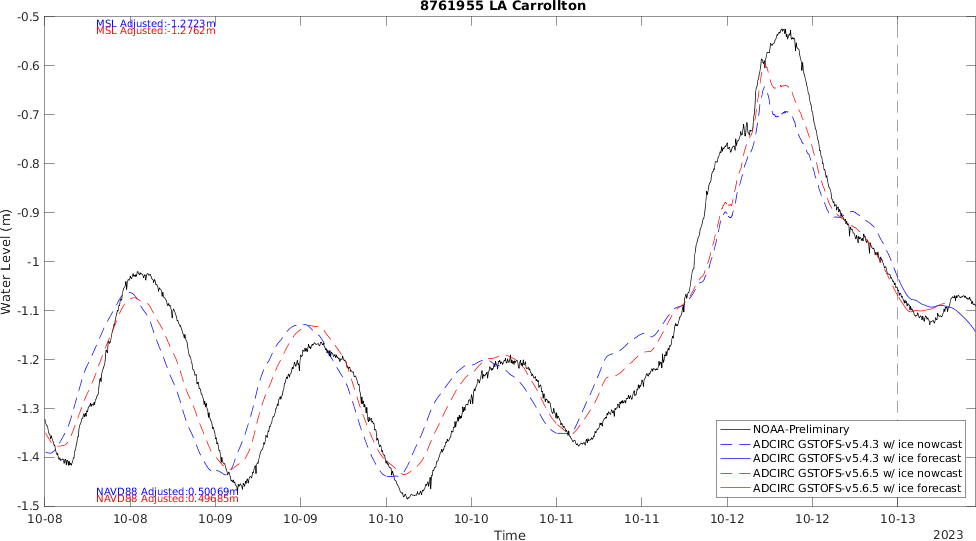 8761955 LA Carrollton
MSL Adjusted:-1.2723m
MSL Adjusted:-1.2762m
-0.5
-0.6
-0.7
-0.8
-0.9
-1
-1.1
-1.2
-1.3
-1.4
-1.5
Water Level (m)
NOAA-Preliminary
ADCIRC GSTOFS-v5.4.3 w/ ice nowcast
ADCIRC GSTOFS-v5.4.3 w/ ice forecast
ADCIRC GSTOFS-v5.6.5 w/ ice nowcast
ADCIRC GSTOFS-v5.6.5 w/ ice forecast
NAVD88 Adjusted:0.50069m
NAVD88 Adjusted:0.49685m
10-08 10-08 10-09 10-09 10-10 10-10 10-11 10-11 10-12 10-12 10-13
Time
2023